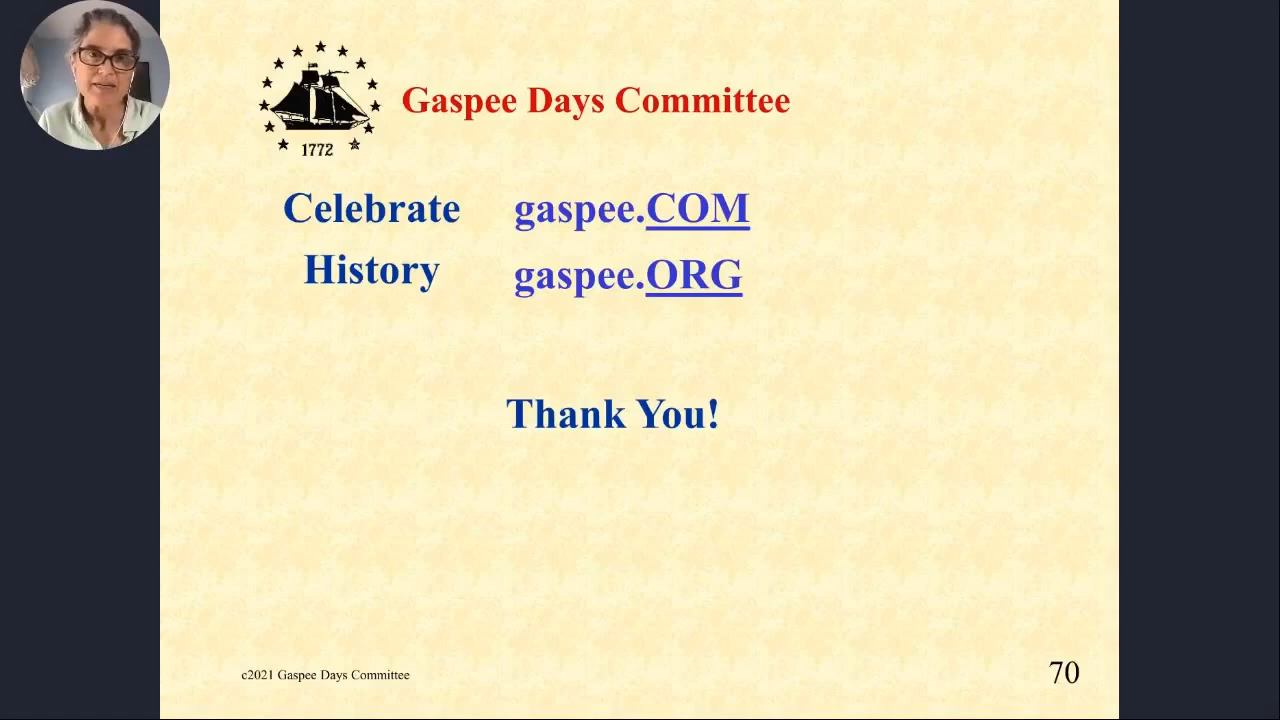 Gaspee Days Committee
1772
Celebrate gaspee.COM
History gaspee.ORG
Thank You!
c2021 Gaspee Days Committee
70